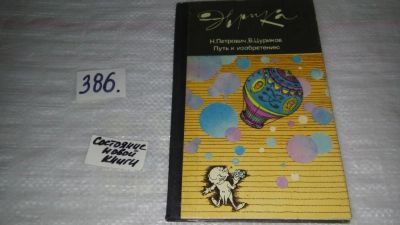 Эврика
Н.Петрович, В.Цуриков
Путь к изобретению
386.
Состояние
новой
книги